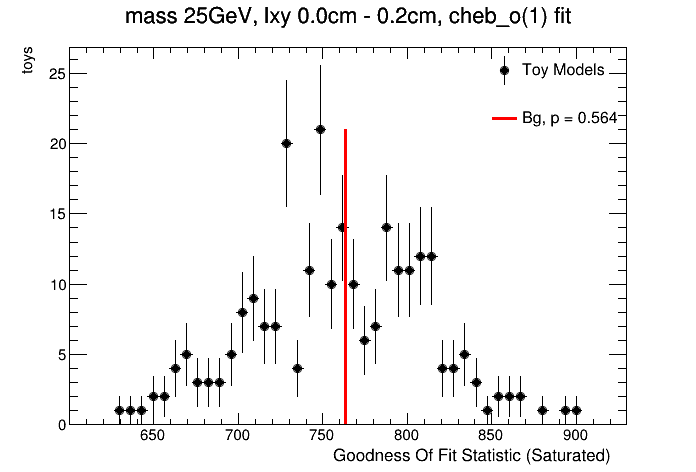 mass 25GeV, lxy 0.0cm - 0.2cm, cheb_o(1) fit
toys
25
20
15
10
5
0
Toy Models
Bg, p = 0.564
650 700 750 800 850 900
Goodness Of Fit Statistic (Saturated)